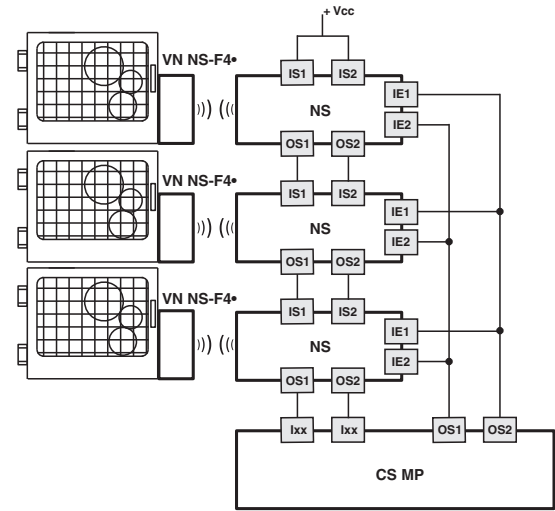 + Vcc
VN NS-F4•
IS1 IS2
IE1
NS
IE2
OS1 OS2
VN NS-F4•
IS1 IS2
IE1
NS
IE2
OS1 OS2
VN NS-F4•
IS1 IS2
IE1
NS
IE2
OS1 OS2
Ixx Ixx OS1 OS2
CS MP